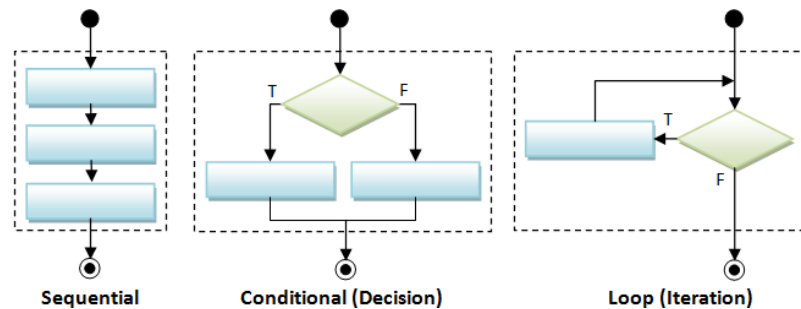 T
F
T
F
Sequential
Conditional (Decision)
Loop (Iteration)